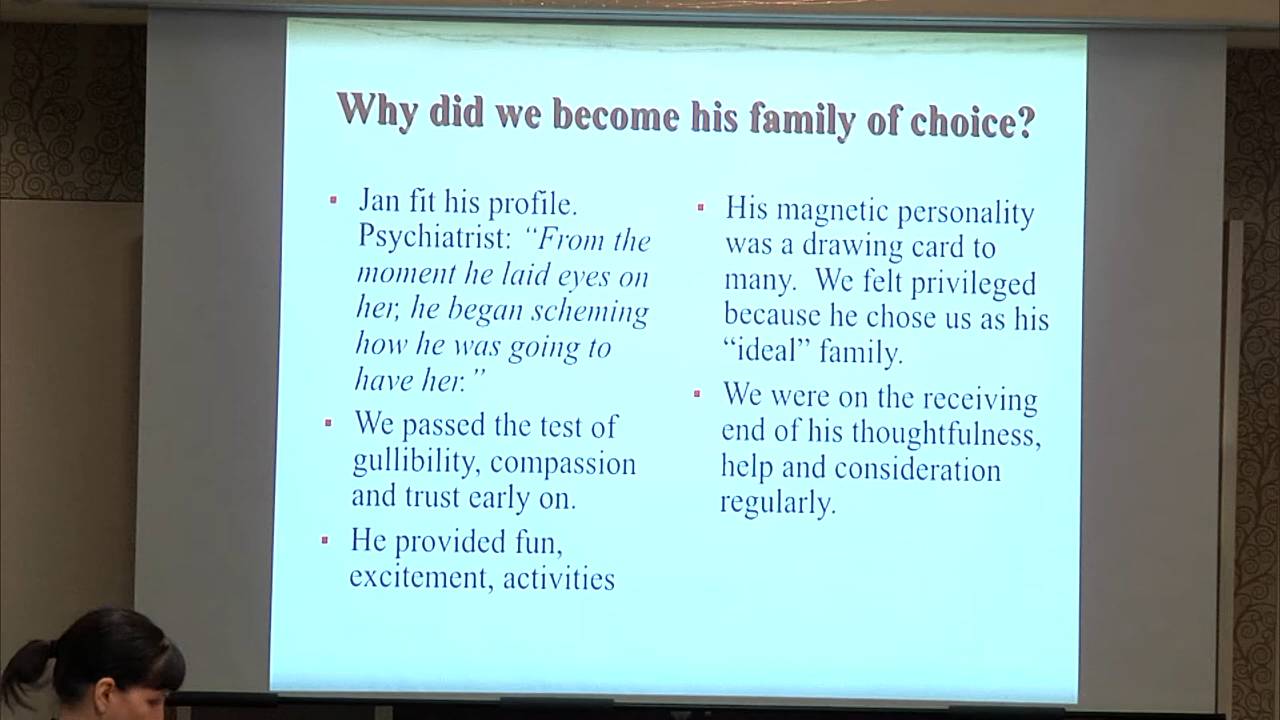 Why did we become his family of choice?
▪ Jan fit his profile.
Psychiatrist: “From the
moment he laid eyes on
her, he began scheming
how he was going to
have her.”
▪ We passed the test of
gullibility, compassion
and trust early on.
▪ He provided fun,
excitement, activities
▪ His magnetic personality
was a drawing card to
many. We felt privileged
because he chose us as his
“ideal” family.
▪ We were on the receiving
end of his thoughtfulness,
help and consideration
regularly.